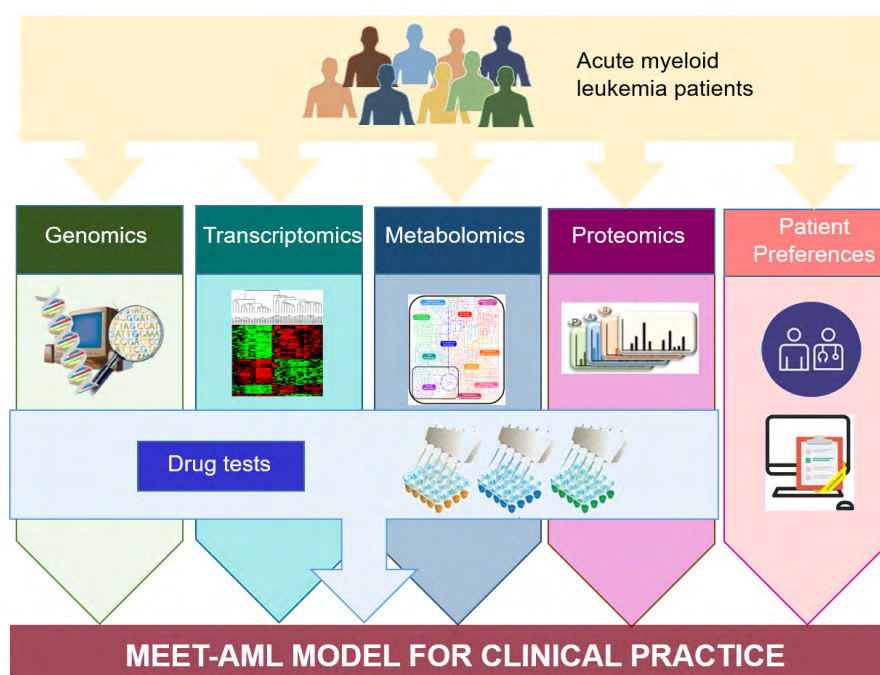 Acute myeloid
leukemia patients
Genomics
Transcriptomics
Metabolomics
Proteomics
Patient
Preferences
Drug tests
MEET-AML MODEL FOR CLINICAL PRACTICE